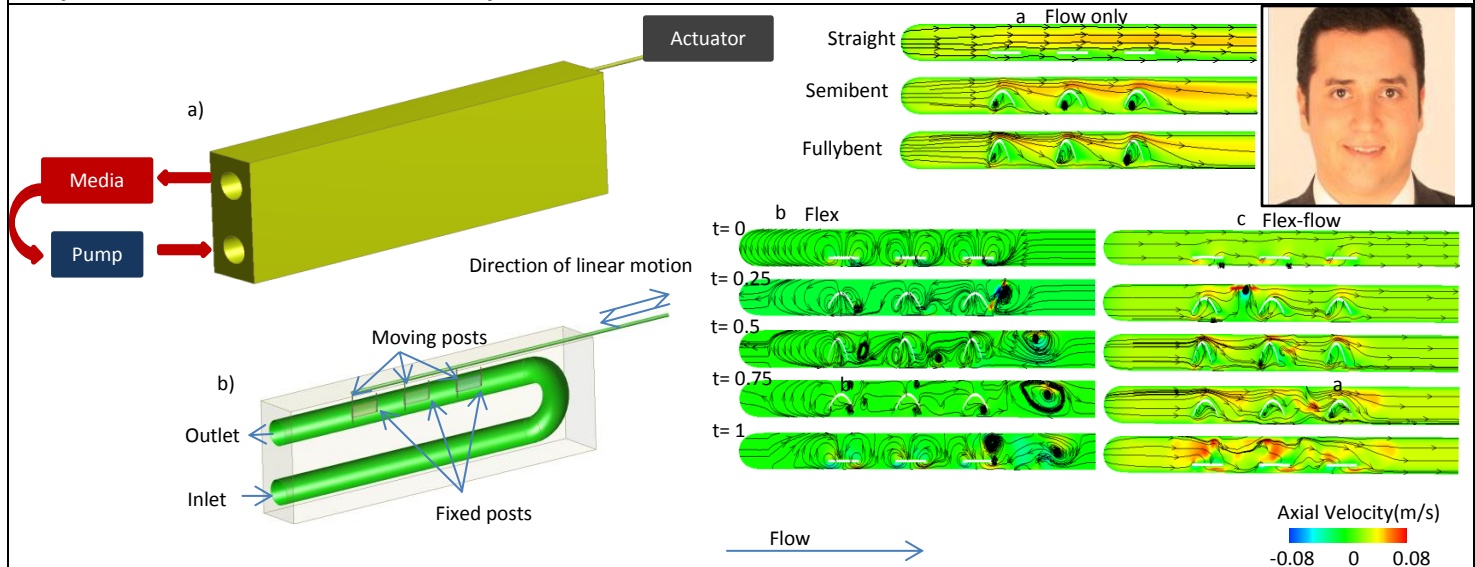 Actuator
a)
Media
Pump
Direction of linear motion
Moving posts
b)
Outlet
Inlet
Fixed posts
a Flow only
Straight
Semibent
Fullybent
b Flex
t= 0
t= 0.25
t= 0.5
t= 0.75
b
t= 1
c Flex-flow
a
Flow
Axial Velocity(m/s)
-0.08 0 0.08